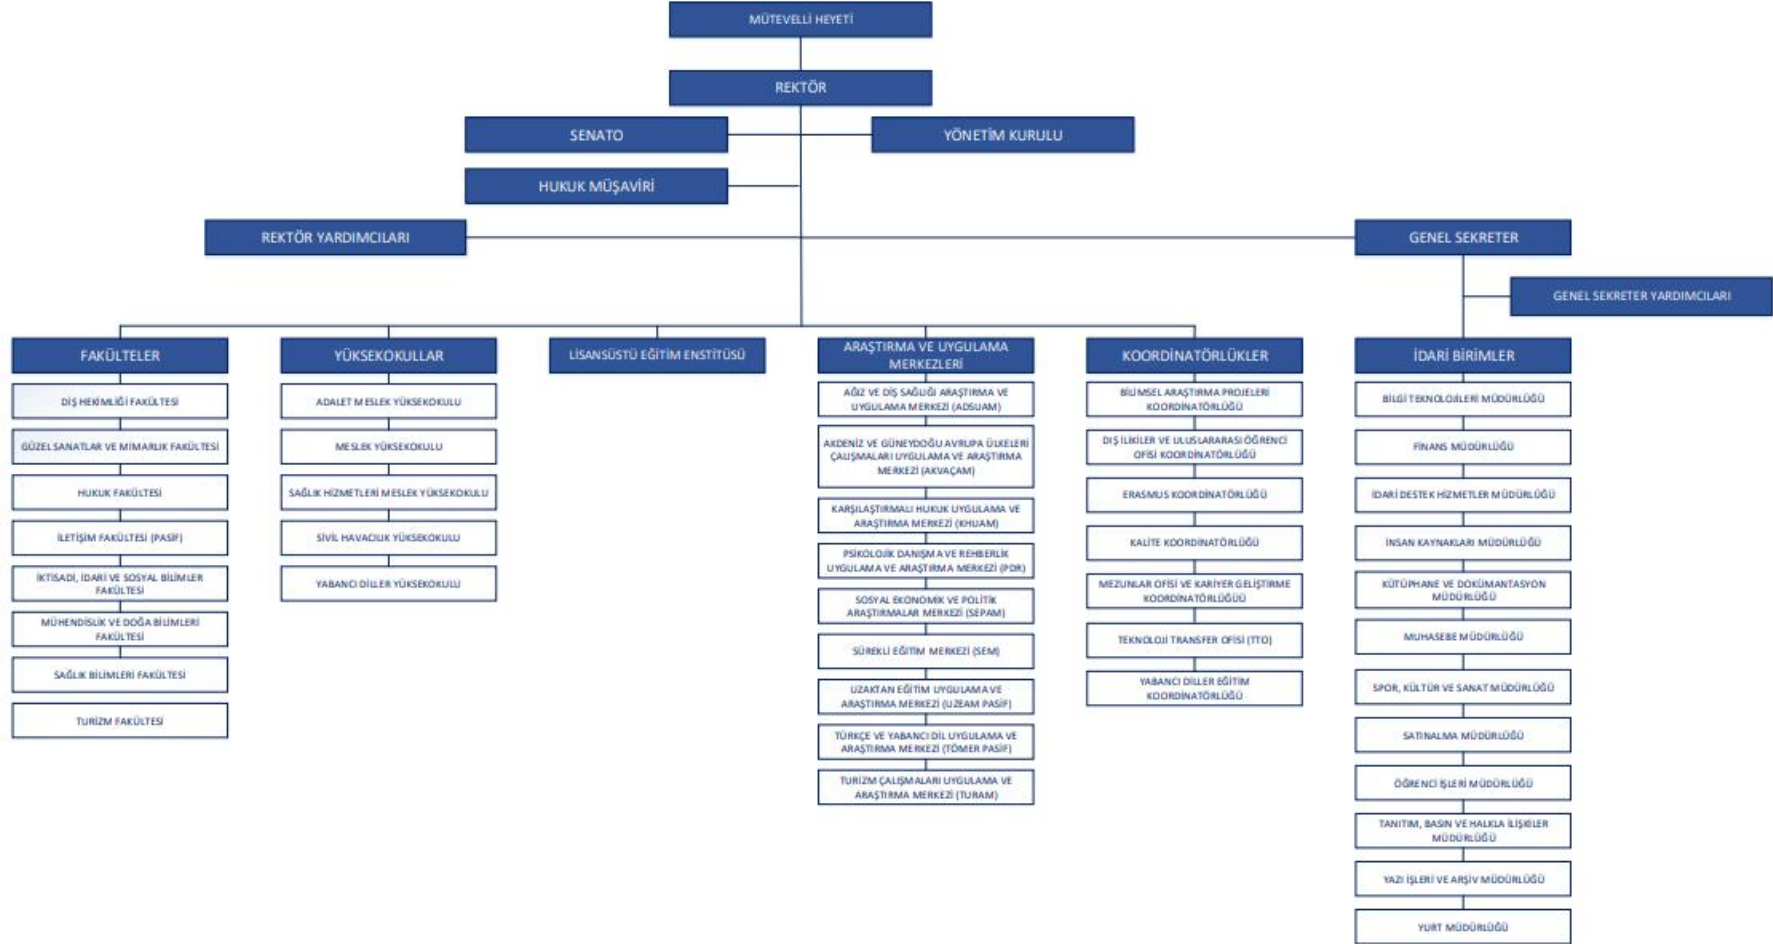 MÜTEVELLİ HEYETİ
REKTÖR
SENATO
YÖNETİM KURULU
HUKUK MÜŞAVİRİ
REKTÖR YARDIMCILARI
GENEL SEKRETER
GENEL SEKRETER YARDIMCILARI
FAKÜLTELER
DİŞ HEKİMLİĞİ FAKÜLTESİ
GÜZEL SANATLAR VE MİMARLIK FAKÜLTESİ
HUKUK FAKÜLTESİ
İLETİŞİM FAKÜLTESİ (PASİF)
İKTİSADİ, İDARİ VE SOSYAL BİLİMLER
FAKÜLTESİ
MÜHENDİSLİK VE DOĞA BİLİMLERİ
FAKÜLTESİ
SAĞLIK BİLİMLERİ FAKÜLTESİ
TURİZM FAKÜLTESİ
YÜKSEKOKULLAR
ADALET MESLEK YÜKSEKOKULU
MESLEK YÜKSEKOKULU
SAĞLIK HİZMETLERİ MESLEK YÜKSEKOKULU
SİVİL HAVACILIK YÜKSEKOKULU
YABANCI DİLLER YÜKSEKOKULU
LİSANSÜSTÜ EĞİTİM ENSTİTÜSÜ
ARAŞTIRMA VE UYGULAMA
MERKEZLERİ
AĞIZ VE DİŞ SAĞLIĞI ARAŞTIRMA VE
UYGULAMA MERKEZİ (ADSUAM)
AKDENİZ VE GÜNEYDOĞU AVRUPA ÜLKELERİ
ÇALIŞMALARI UYGULAMA VE ARAŞTIRMA
MERKEZİ (AKVAÇAM)
KARŞILAŞTIRMALI HUKUK UYGULAMA VE
ARAŞTIRMA MERKEZİ (KHUAM)
PSİKOLOJİK DANIŞMA VE REHBERLİK
UYGULAMA VE ARAŞTIRMA MERKEZİ (PDR)
SOSYAL EKONOMİK VE POLİTİK
ARAŞTIRMALAR MERKEZİ (SEPAM)
SÜREKLİ EĞİTİM MERKEZİ (SEM)
UZAKTAN EĞİTİM UYGULAMA VE
ARAŞTIRMA MERKEZİ (UZEAM PASİF)
TÜRKÇE VE YABANCI DİL UYGULAMA VE
ARAŞTIRMA MERKEZİ (TÖMER PASİF)
TURİZM ÇALIŞMALARI UYGULAMA VE
ARAŞTIRMA MERKEZİ (TURAM)
KOORDİNATÖRLÜKLER
BİLİMSEL ARAŞTIRMA PROJELERİ
KOORDİNATÖRLÜĞÜ
DIŞ İLİKİLER VE ULUSLARARASI ÖĞRENCİ
OFİSİ KOORDİNATÖRLÜĞÜ
ERASMUS KOORDİNATÖRLÜĞÜ
KALİTE KOORDİNATÖRLÜĞÜ
MEZUNLAR OFİSİ VE KARİYER GELİŞTİRME
KOORDİNATÖRLÜĞÜÜ
TEKNOLOJİ TRANSFER OFİSİ (TTO)
YABANCI DİLLER EĞİTİM
KOORDİNATÖRLÜĞÜ
İDARİ BİRİMLER
BİLGİ TEKNOLOJİLERİ MÜDÜRLÜĞÜ
FİNANS MÜDÜRLÜĞÜ
İDARİ DESTEK HİZMETLER MÜDÜRLÜĞÜ
İNSAN KAYNAKLARI MÜDÜRLÜĞÜ
KÜTÜPHANE VE DOKÜMANTASYON
MÜDÜRLÜĞÜ
MUHASEBE MÜDÜRLÜĞÜ
SPOR, KÜLTÜR VE SANAT MÜDÜRLÜĞÜ
SATINALMA MÜDÜRLÜĞÜ
ÖĞRENCİ İŞLERİ MÜDÜRLÜĞÜ
TANITIM, BASIN VE HALKLA İLİŞKİLER
MÜDÜRLÜĞÜ
YAZI İŞLERİ VE ARŞİV MÜDÜRLÜĞÜ
YURT MÜDÜRLÜĞÜ